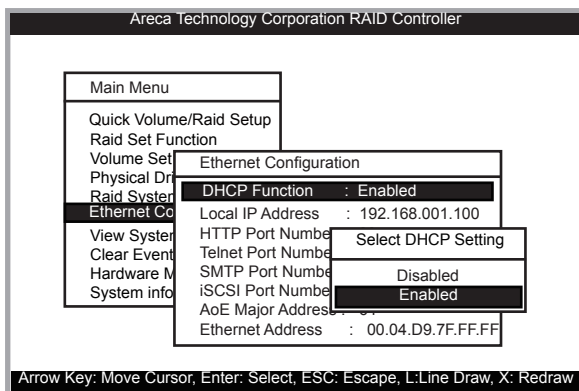 Areca Technology Corporation RAID Controller
Main Menu
Quick Volume/Raid Setup
Raid Set Function
Volume Set
Physical Dri
Raid System
Ethernet Co
View System
Clear Event
Hardware M
System info
Ethernet Configuration
DHCP Function : Enabled
Local IP Address : 192.168.001.100
HTTP Port Numbe
Telnet Port Numbe
SMTP Port Numbe
iSCSI Port Numbe
AoE Major Address :
Ethernet Address : 00.04.D9.7F.FF.FF
Select DHCP Setting
Disabled
Enabled
Arrow Key: Move Cursor, Enter: Select, ESC: Escape, L:Line Draw, X: Redraw